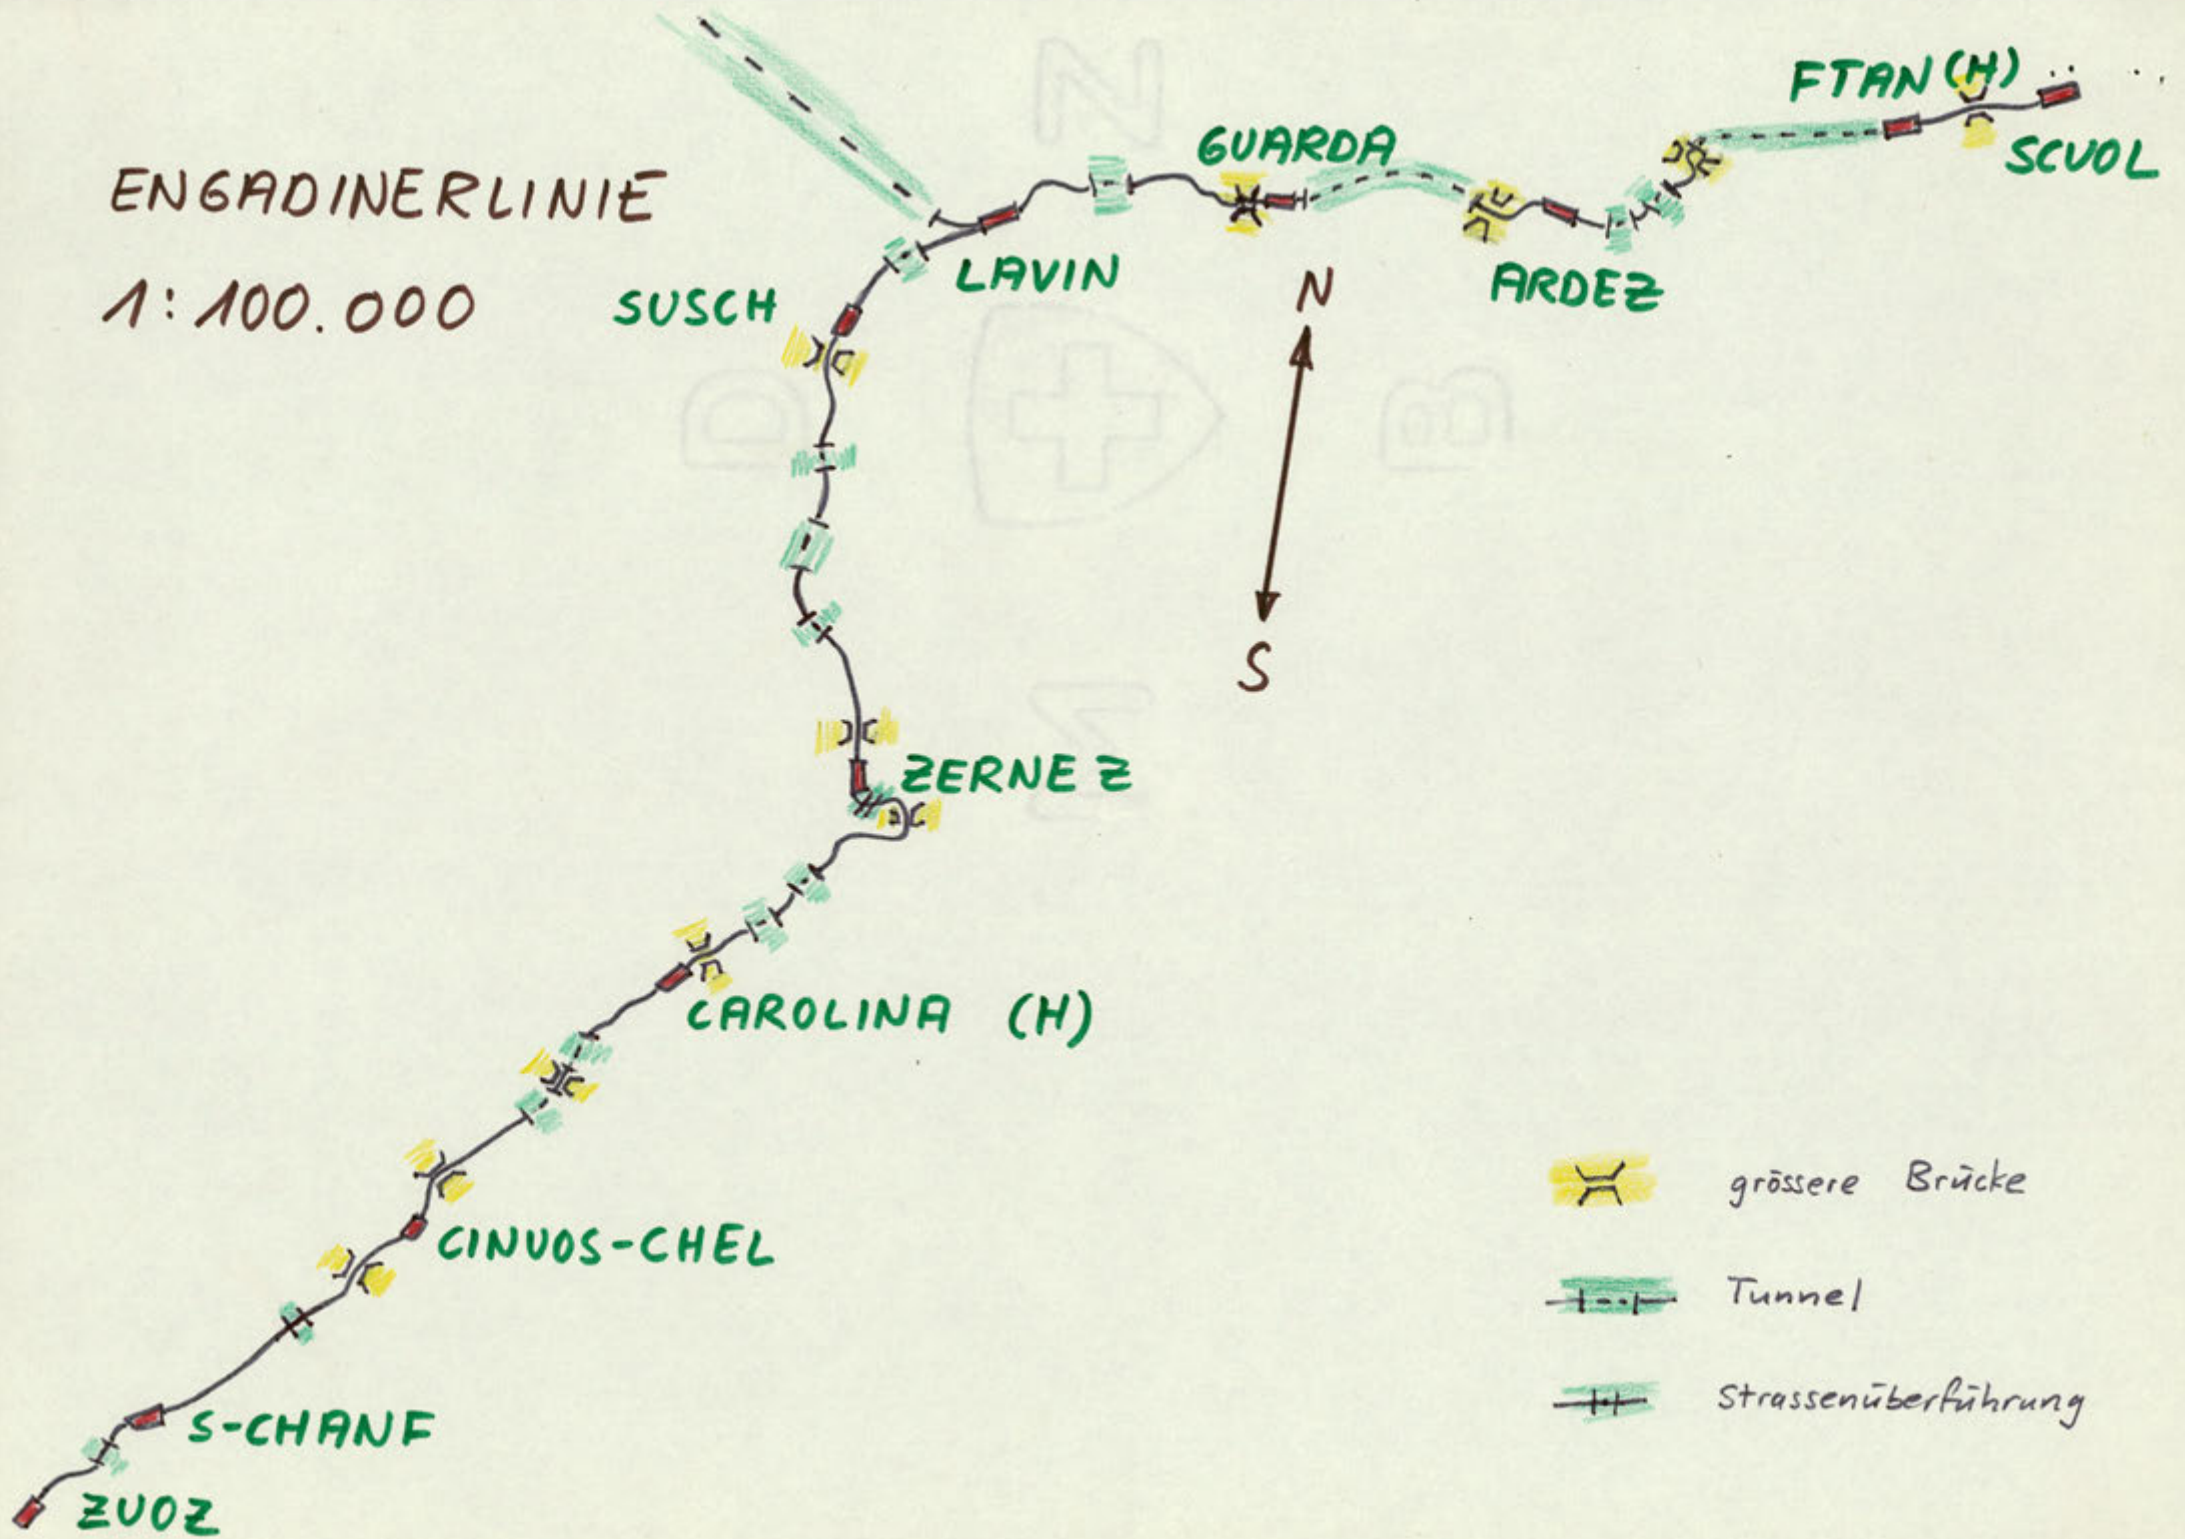 ENGADINERLINIE
1:100.000
FTAN (H)
SCUOL
GUARDA
ARDEZ
LAVIN
SUSCH
N
S
ZERNEZ
CAROLINA (H)
CINUOS-CHEL
S-CHANF
ZUOZ
grössere Brücke
Tunnel
Strassenüberführung